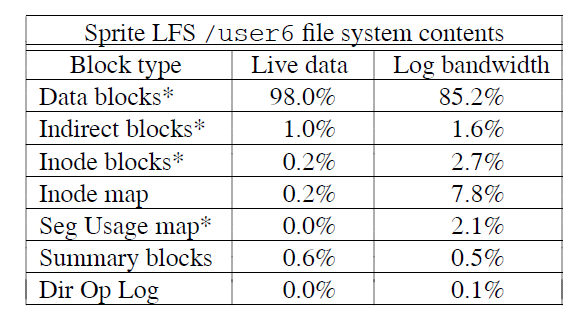 Sprite LFS /user6 file system contents
Block type Live data Log bandwidth
Data blocks* 98.0% 85.2%
Indirect blocks* 1.0% 1.6%
Inode blocks* 0.2% 2.7%
Inode map 0.2% 7.8%
Seg Usage map* 0.0% 2.1%
Summary blocks 0.6% 0.5%
Dir Op Log 0.0% 0.1%